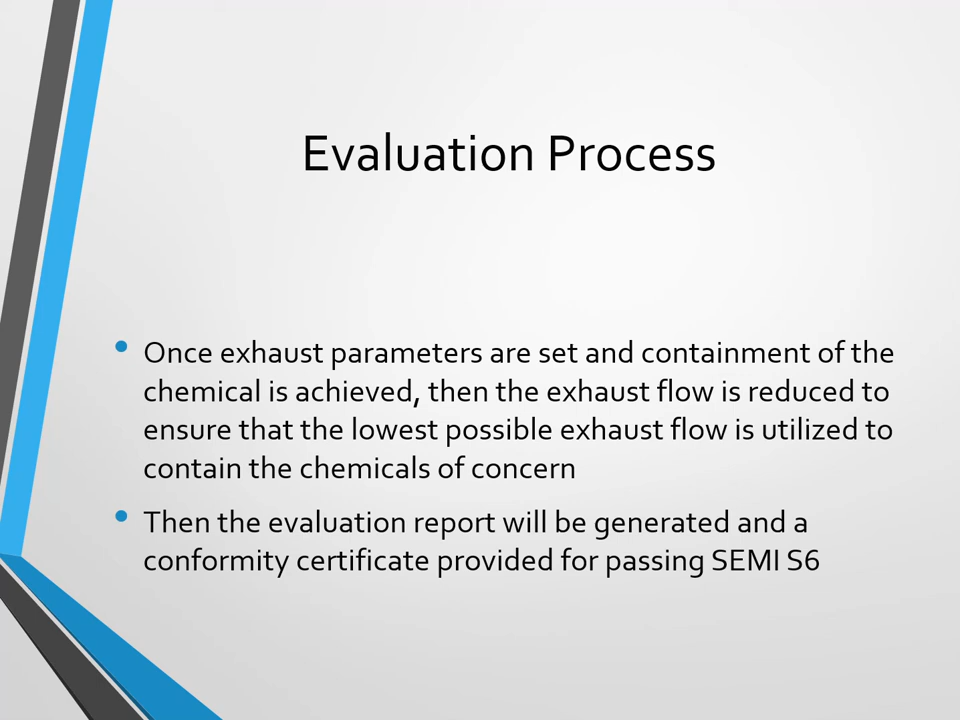 Evaluation Process
• Once exhaust parameters are set and containment of the
chemical is achieved, then the exhaust flow is reduced to
ensure that the lowest possible exhaust flow is utilized to
contain the chemicals of concern
• Then the evaluation report will be generated and a
conformity certificate provided for passing SEMI S6